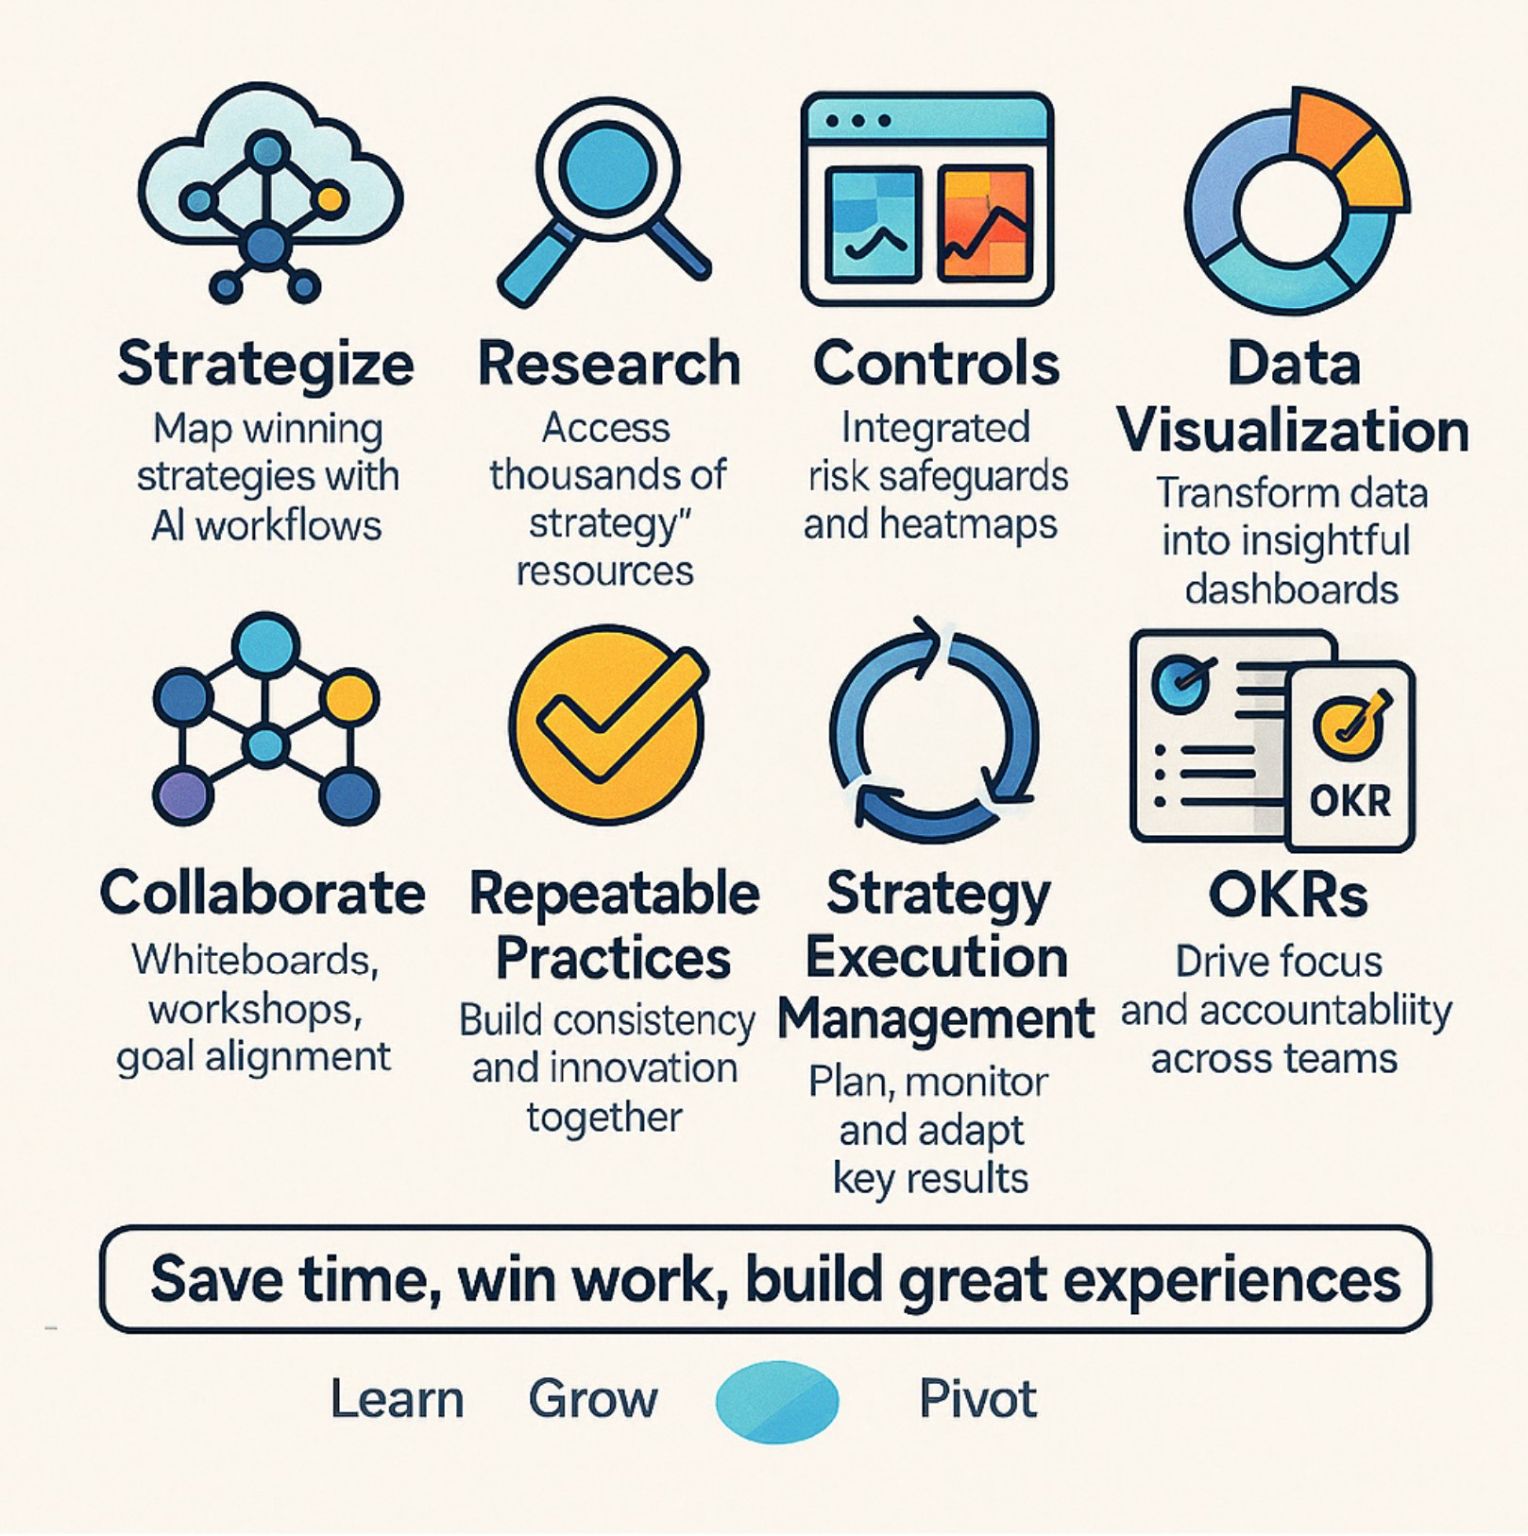 Strategize
Map winning
strategies with
AI workflows
Research
Access
thousands of
strategy”
resources
Controls
Integrated
risk safeguards
and heatmaps
Data
Visualization
Transform data
into insightful
dashboards
Collaborate
Whiteboards,
workshops,
goal alignment
Repeatable
Practices
Build consistency
and innovation
together
Strategy
Execution
Management
Plan, monitor
and adapt
key results
OKR
OKRs
Drive focus
and accountabliity
across teams
Save time, win work, build great experiences
Learn Grow Pivot